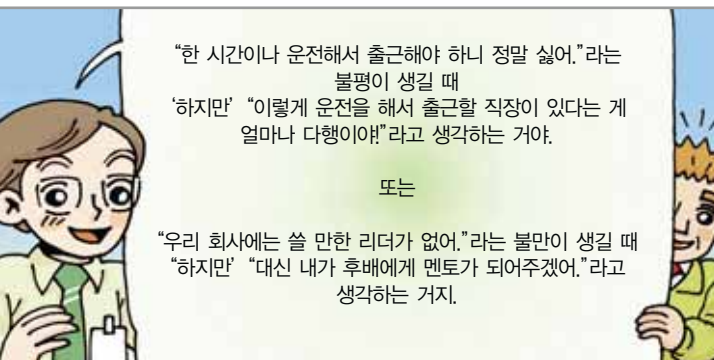 “한 시간이나 운전해서 출근해야 하니 정말 싫어.”라는
불평이 생길 때
‘하지만’ “이렇게 운전을 해서 출근할 직장이 있다는 게
얼마나 다행이야!”라고 생각하는 거야.
또는
“우리 회사에는 쓸 만한 리더가 없어.”라는 불만이 생길 때
“하지만’ “대신 내가 후배에게 멘토가 되어주겠어.”라고
생각하는 거지.